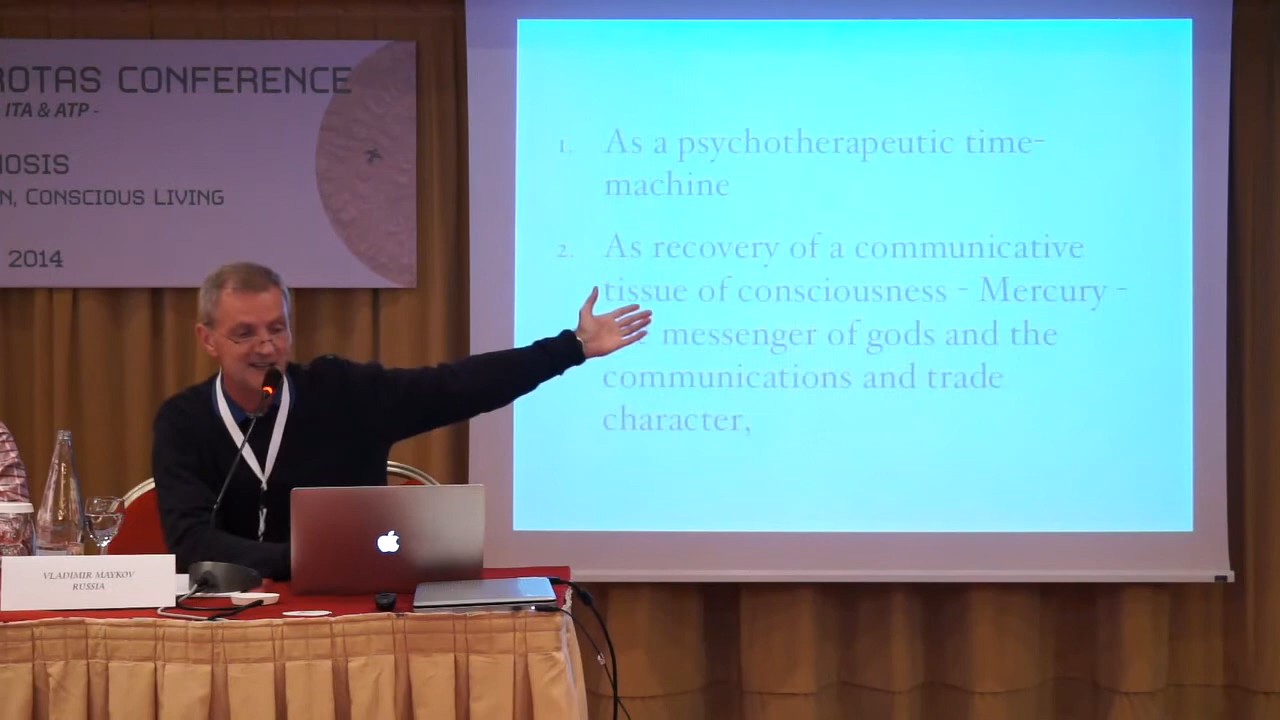 ROTAS CONFERENCE
ITA & ATP -
NOSIS
N, CONSCIOUS LIVING
2014
1. As a psychotherapeutic time-
machine
2. As recovery of a communicative
tissue of consciousness - Mercury -
messenger of gods and the
communications and trade
character,
VLADIMIR MAYKOV
RUSSIA